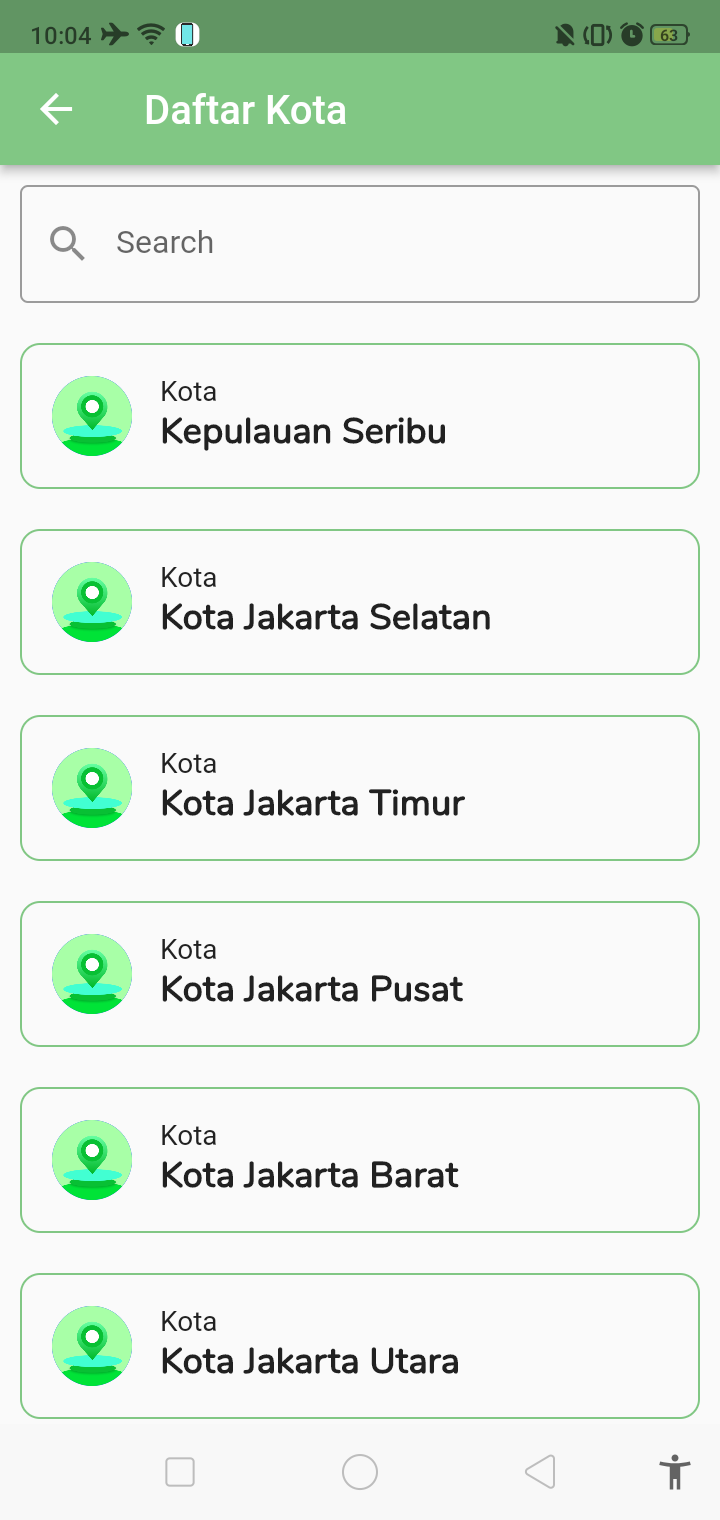 10:04
63
Daftar Kota
Search
Kota
Kepulauan Seribu
Kota
Kota Jakarta Selatan
Kota
Kota Jakarta Timur
Kota
Kota Jakarta Pusat
Kota
Kota Jakarta Barat
Kota
Kota Jakarta Utara